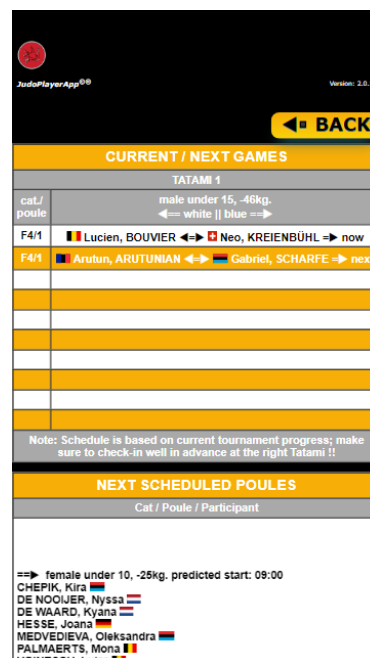 JudoPlayerApp©®
Version: 2.0.
BACK
CURRENT / NEXT GAMES
TATAMI 1
cat./ poule
male under 15, -46kg.
◄== white || blue ==►
F4/1 Lucien, BOUVIER ◄=► Neo, KREIENBÜHL =► now
F4/1 Arutun, ARUTUNIAN ◄=► Gabriel, SCHARFE =► nex
Note: Schedule is based on current tournament progress; make
sure to check-in well in advance at the right Tatami !!
NEXT SCHEDULED POULES
Cat / Poule / Participant
==► female under 10, -25kg. predicted start: 09:00
CHEPIK, Kira
DE NOOIJER, Nyssa
DE WAARD, Kyana
HESSE, Joana
MEDVEDIEVA, Oleksandra
PALMAERTS, Mona